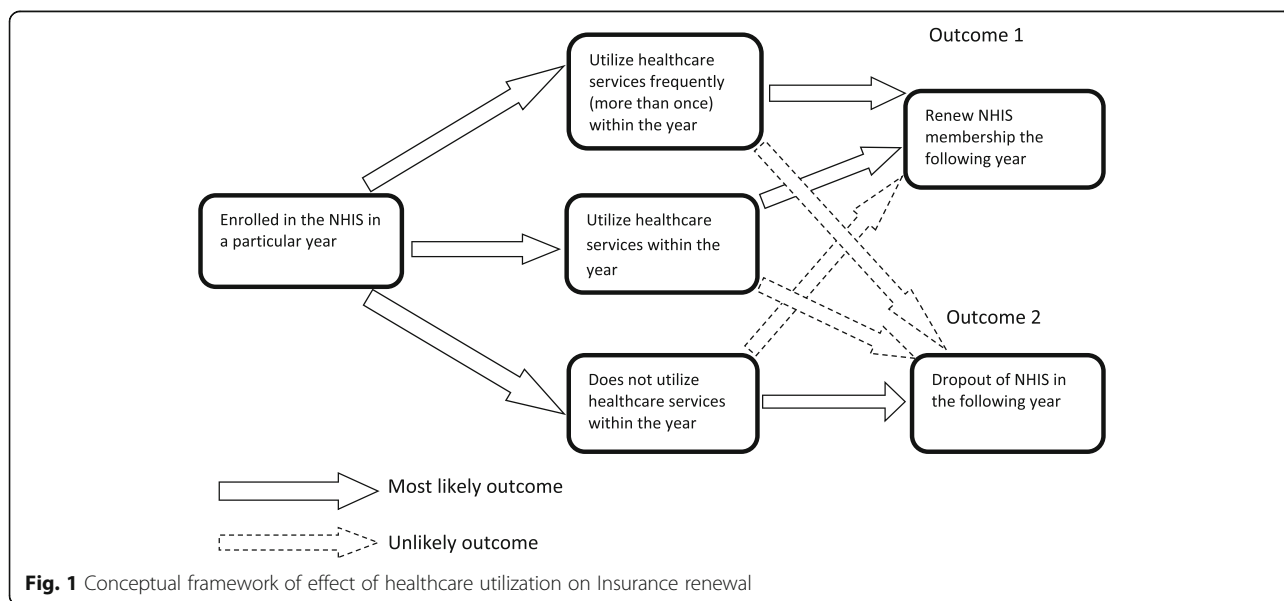 Outcome 1
Utilize healthcare
services frequently
(more than once)
within the year
Renew NHIS
membership the
following year
Enrolled in the NHIS in
a particular year
Utilize healthcare
services within the
year
Outcome 2
Does not utilize
healthcare services
within the year
Dropout of NHIS in
the following year
Most likely outcome
Unlikely outcome
Fig. 1 Conceptual framework of effect of healthcare utilization on Insurance renewal